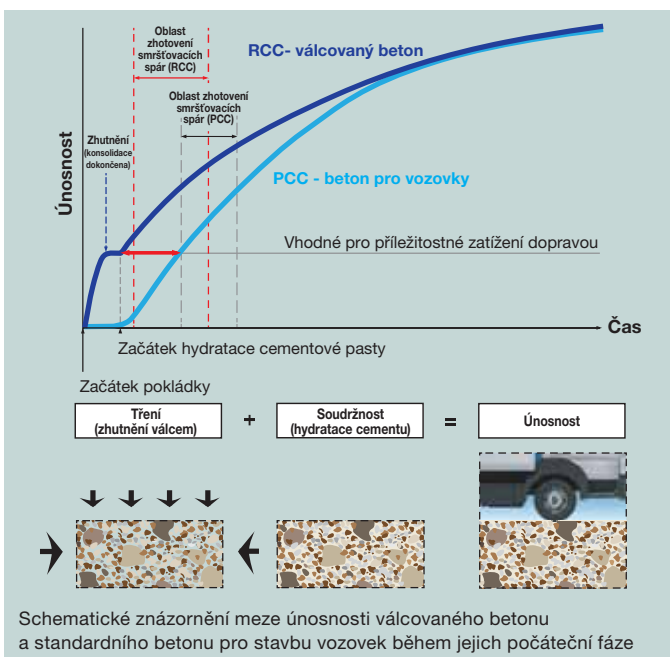 Oblast
zhotovení
smršťovacích
spár (RCC)
RCC- válcovaný beton
Oblast zhotovení
smršťovacích
spár (PCC)
Zhutnění
(konsolidace
dokončena)
PCC - beton pro vozovky
Únosnost
Vhodné pro příležitostné zatížení dopravou
Čas
Začátek hydratace cementové pasty
Začátek pokládky
Tření
(zhutnění válcem)
+
Soudržnost
(hydratace cementu)
=
Únosnost
Schematické znázornění meze únosnosti válcovaného betonu
a standardního betonu pro stavbu vozovek během jejich počáteční fáze